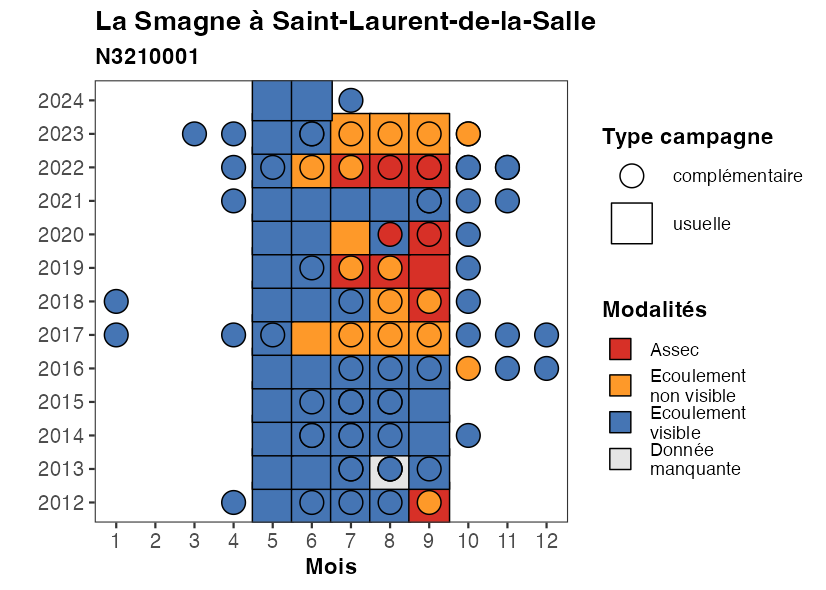 La Smagne à Saint-Laurent-de-la-Salle
N3210001
2024
2023
2022
2021
2020
2019
2018
2017
2016
2015
2014
2013
2012
1 2 3 4 5 6 7 8 9 10 11 12
Mois
Type campagne
complémentaire
usuelle
Modalités
Assec
Ecoulement
non visible
Ecoulement
visible
Donnée
manquante